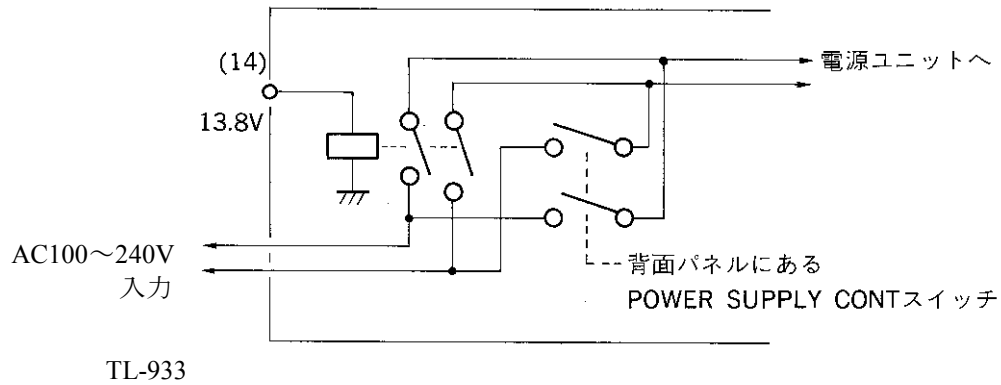 (14)
電源ユニットへ
13.8V
AC100～240V
入力
背面パネルにある
POWER SUPPLY CONTスイッチ
TL-933